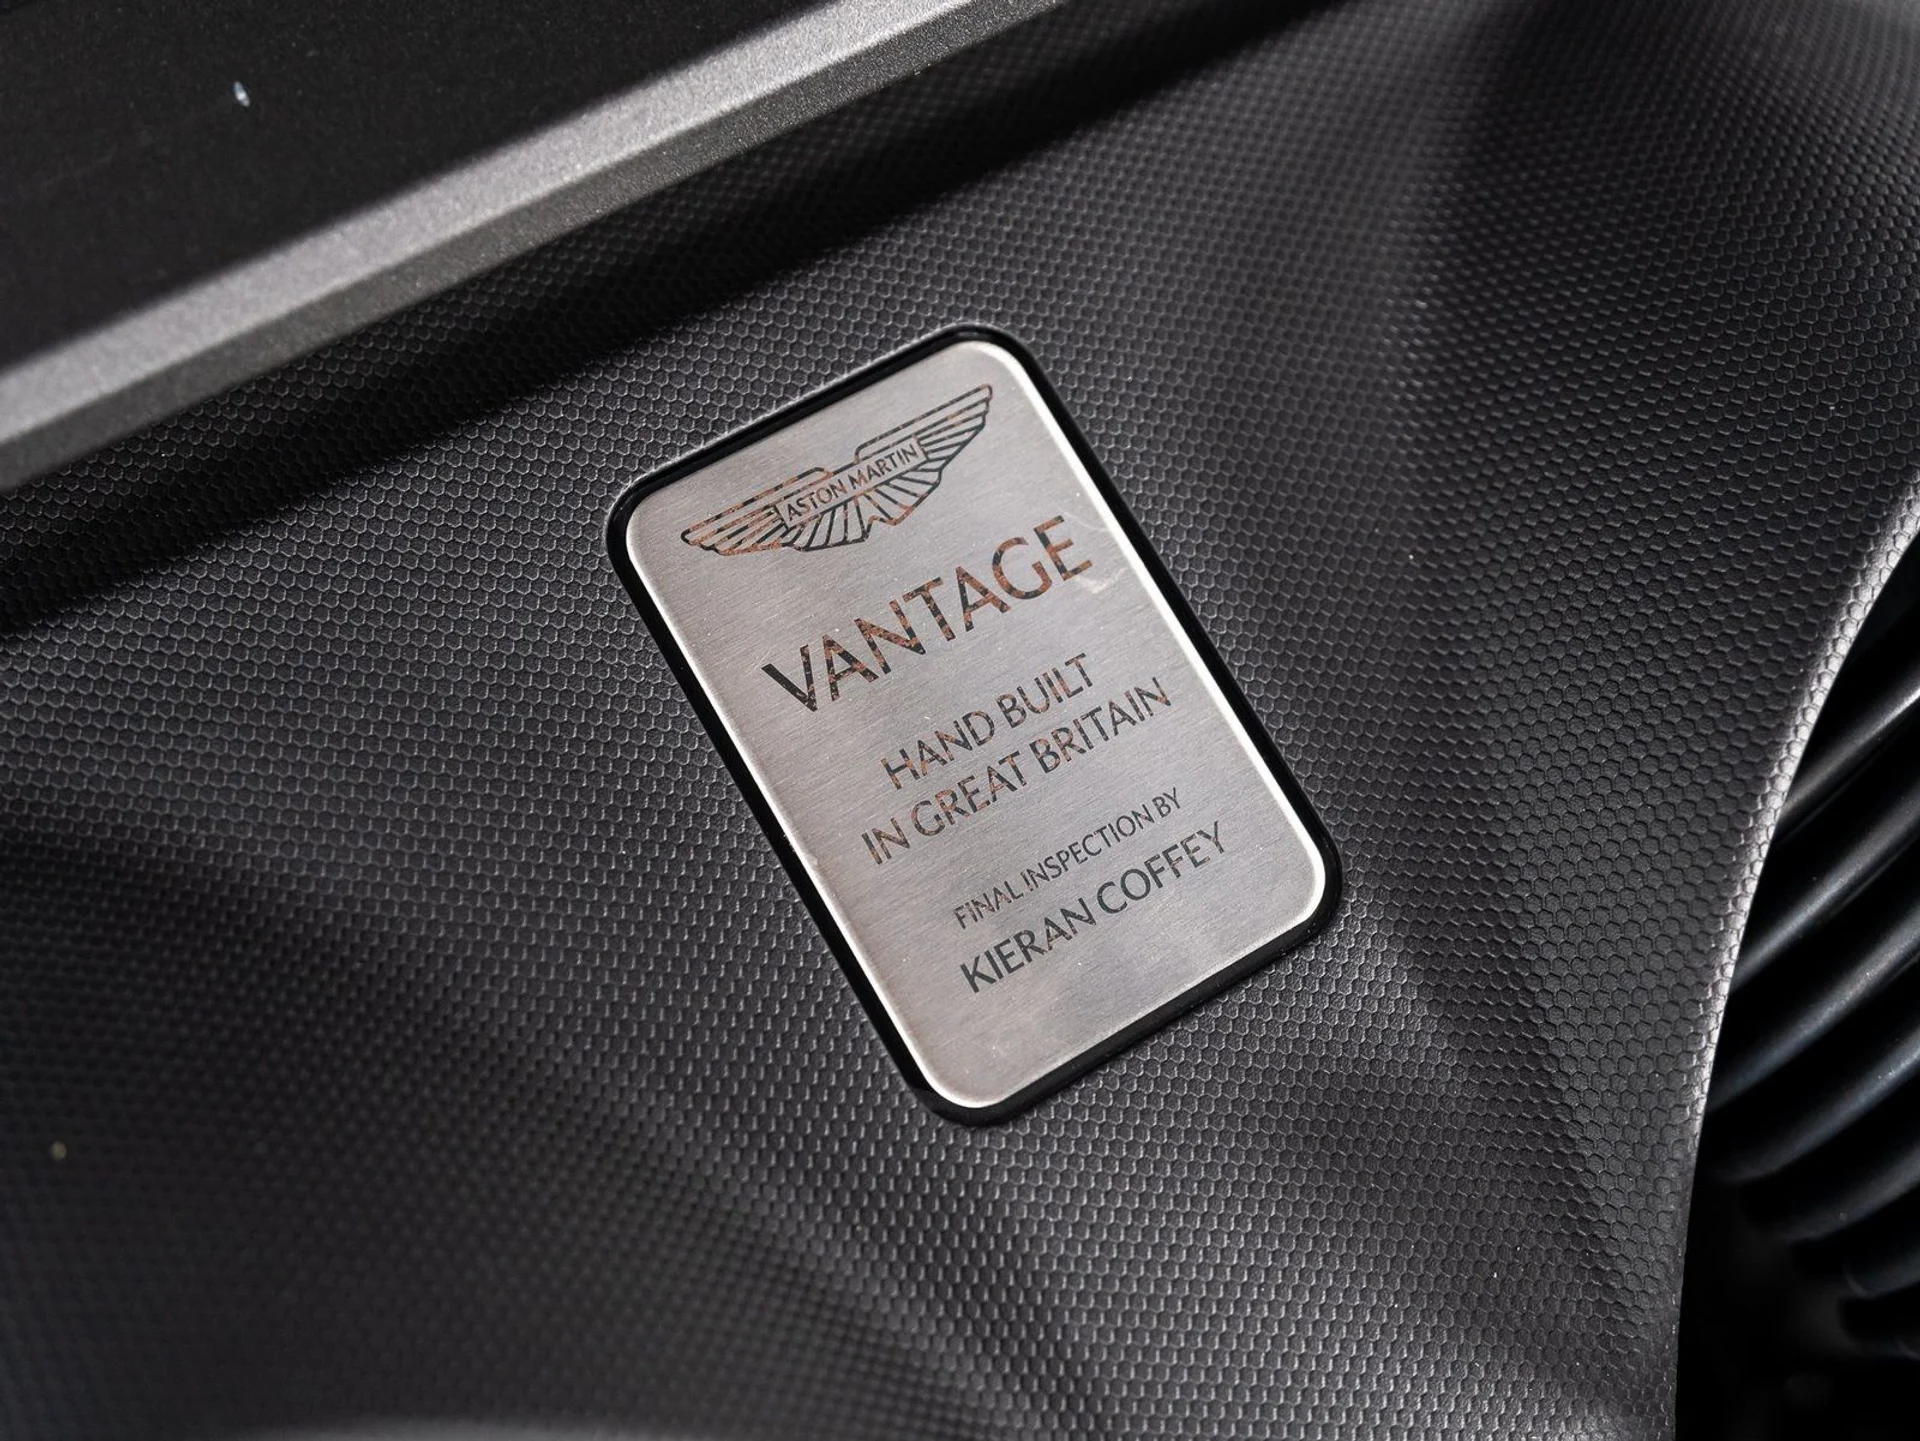 ASTON MARTIN
VANTAGE
HAND BUILT
IN GREAT BRITAIN
FINAL INSPECTION BY
KIERAN COFFEY